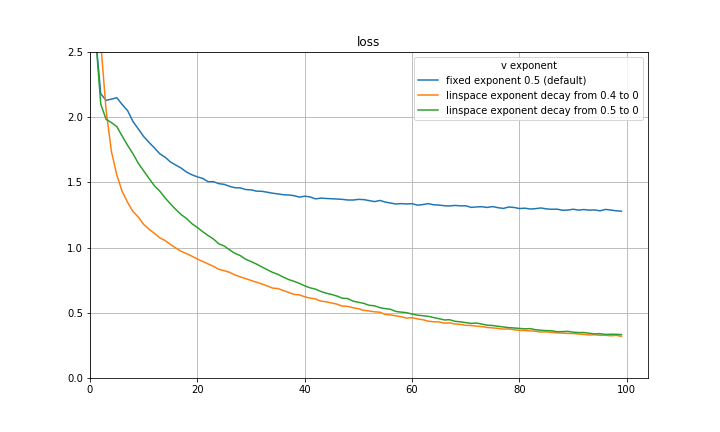 loss
2.5
2.0
1.5
1.0
0.5
0.0
0
20
40
60
80
100
v exponent
fixed exponent 0.5 (default)
linspace exponent decay from 0.4 to 0
linspace exponent decay from 0.5 to 0